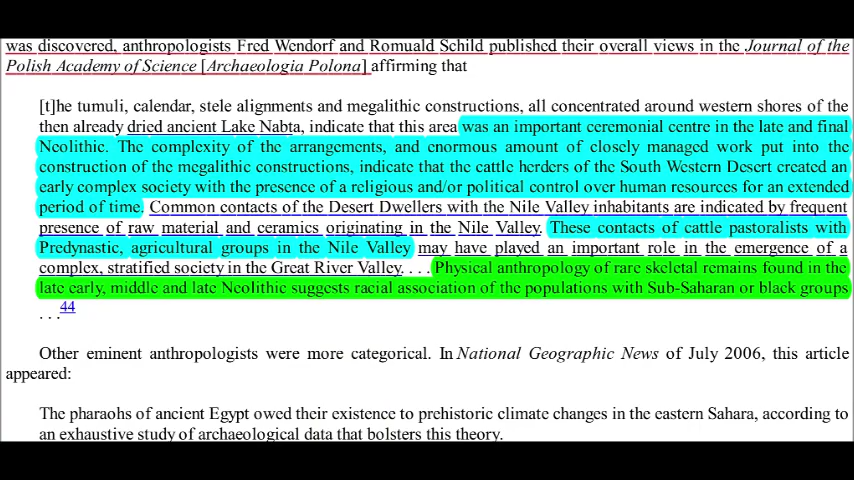 was discovered, anthropologists Fred Wendorf and Romuald Schild published their overall views in the Journal of the
Polish Academy of Science [Archaeologia Polona] affirming that
[t]he tumuli, calendar, stele alignments and megalithic constructions, all concentrated around western shores of the
then already dried ancient Lake Nabta, indicate that this area was an important ceremonial centre in the late and final
Neolithic. The complexity of the arrangements, and enormous amount of closely managed work put into the
construction of the megalithic constructions, indicate that the cattle herders of the South Western Desert created an
early complex society with the presence of a religious and/or political control over human resources for an extended
period of time. Common contacts of the Desert Dwellers with the Nile Valley inhabitants are indicated by frequent
presence of raw material and ceramics originating in the Nile Valley. These contacts of cattle pastoralists with
Predynastic, agricultural groups in the Nile Valley may have played an important role in the emergence of a
complex, stratified society in the Great River Valley. . . . Physical anthropology of rare skeletal remains found in the
late early, middle and late Neolithic suggests racial association of the populations with Sub-Saharan or black groups
. . .44
Other eminent anthropologists were more categorical. In National Geographic News of July 2006, this article
appeared:
The pharaohs of ancient Egypt owed their existence to prehistoric climate changes in the eastern Sahara, according to
an exhaustive study of archaeological data that bolsters this theory.